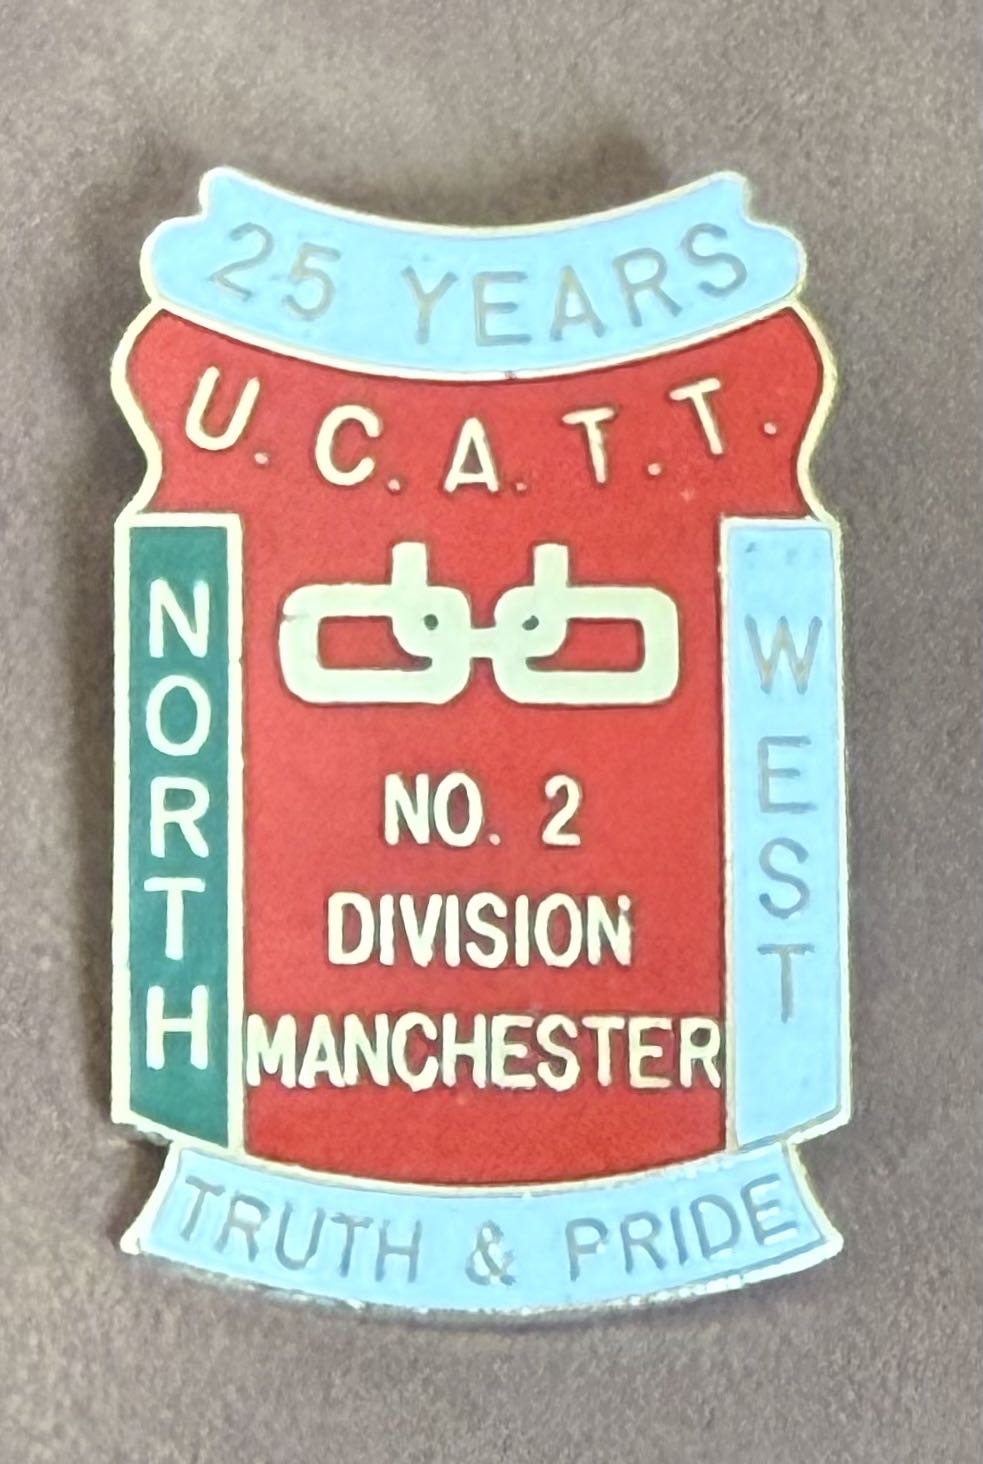 25 YEARS
U.C.A.T.T.
NORTH
WEST
NO. 2
DIVISION
MANCHESTER
TRUTH & PRIDE